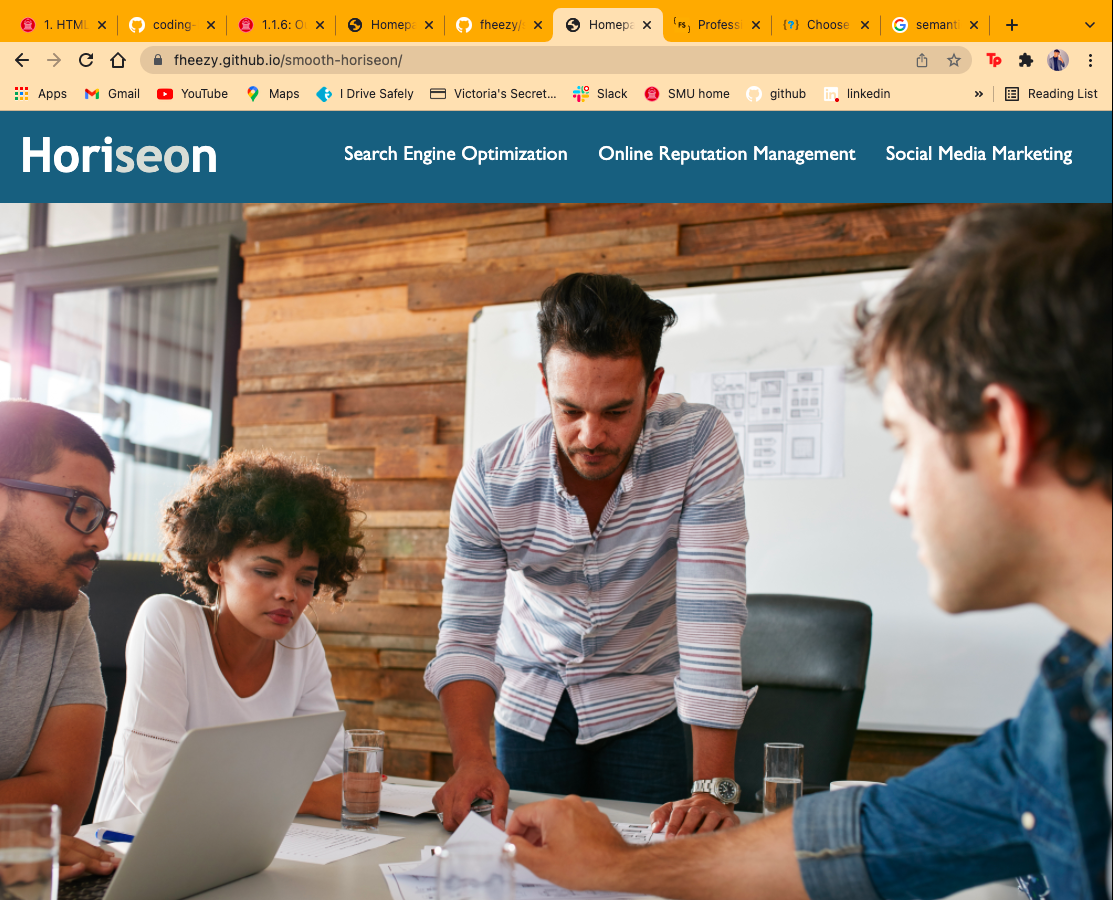 1. HTML
coding-
1.1.6: O
Homepa
fheezy/
Homepa
Profess
Choose
semanti
fheezy.github.io/smooth-horiseon/
Apps
Gmail
YouTube
Maps
I Drive Safely
Victoria's Secret...
Slack
SMU home
github
linkedin
»
Reading List
Horiseon
Search Engine Optimization
Online Reputation Management
Social Media Marketing